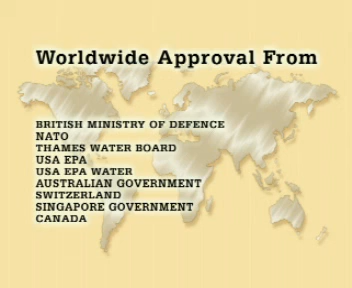 Worldwide Approval From
BRITISH MINISTRY OF DEFENCE
NATO
THAMES WATER BOARD
USA EPA
USA EPA WATER
AUSTRALIAN GOVERNMENT
SWITZERLAND
SINGAPORE GOVERNMENT
CANADA